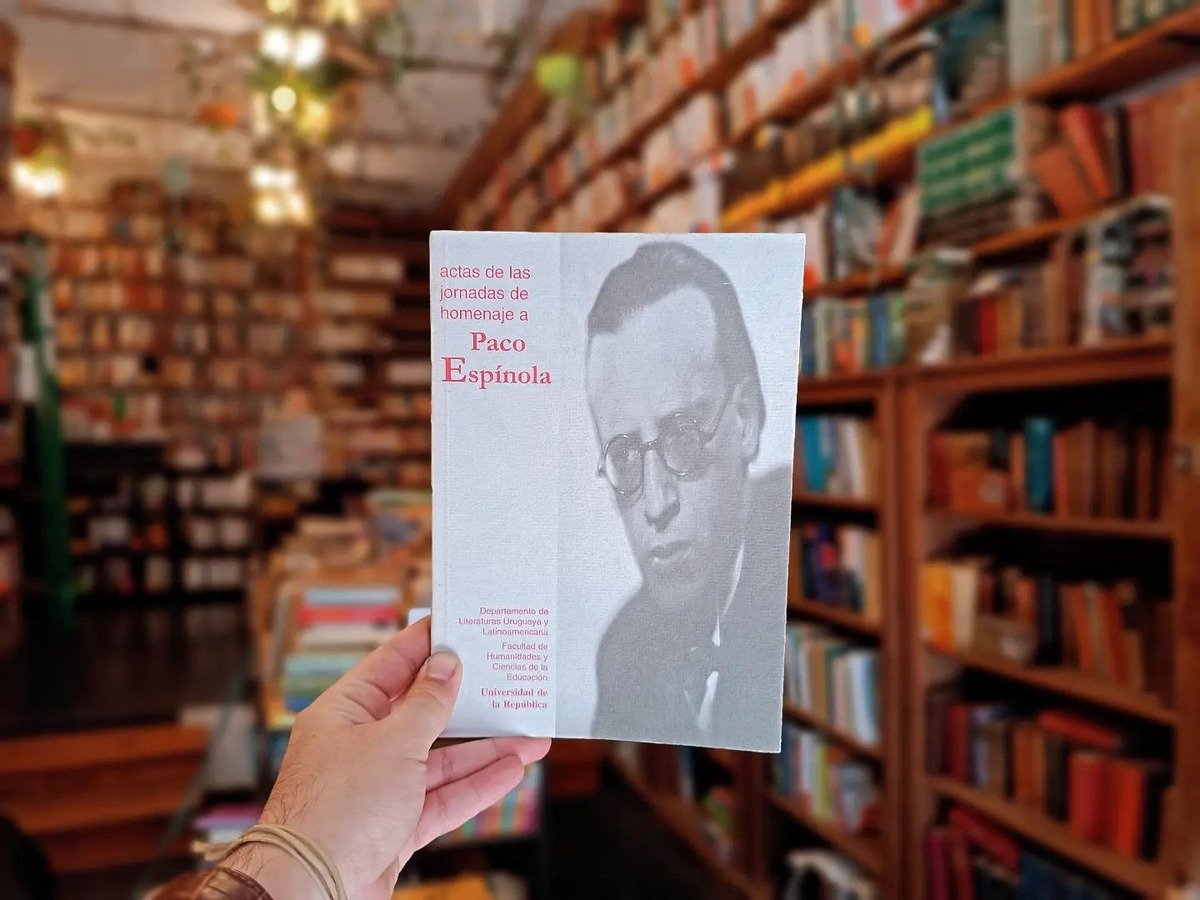 actas de las
jornadas de
homenaje a
Paco
Espínola
Departamento de
Literaturas Uruguaya y
Latinoamericana
Facultad de
Humanidades y
Ciencias de la
Educación
Universidad de
la República